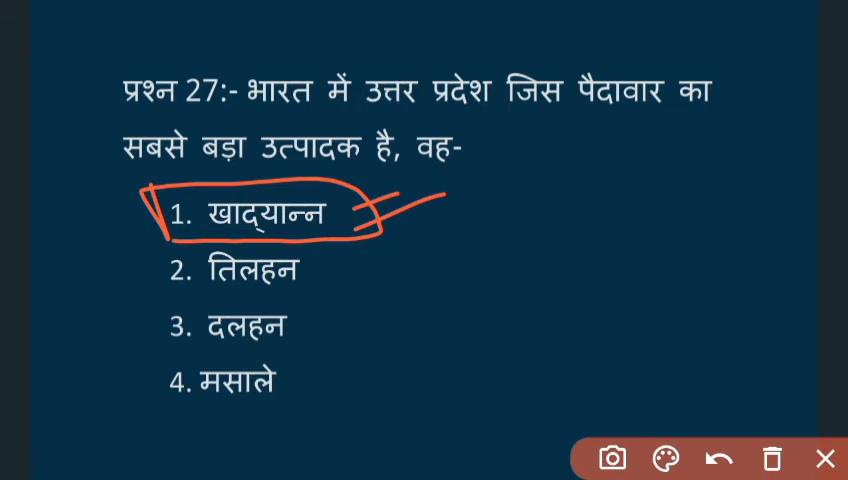 प्रश्न 27:- भारत में उत्तर प्रदेश जिस पैदावार का
सबसे बड़ा उत्पादक है, वह-
1. खाद्‌यान्न
2. तिलहन
3. दलहन
4. मसाले